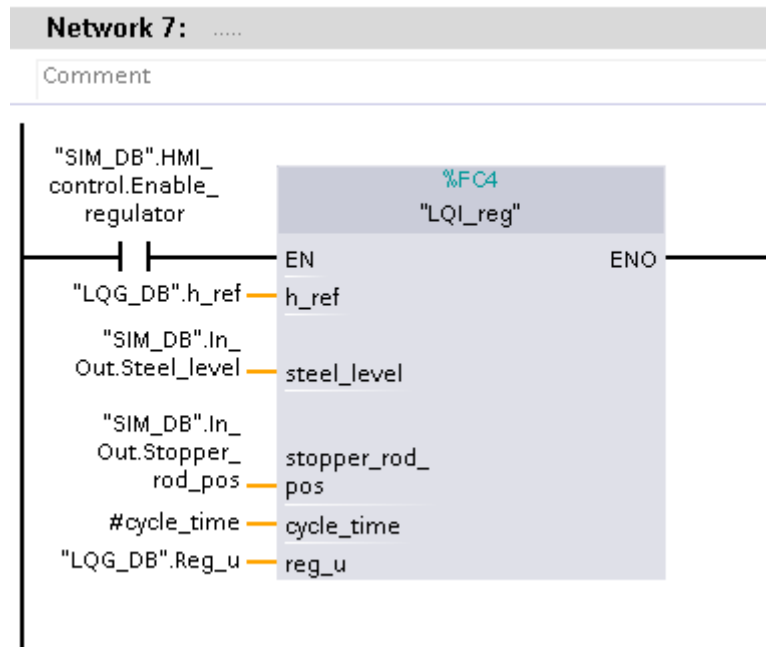 Network 7: .....
Comment
"SIM_DB".HMI_
control.Enable_
regulator
%FC4
"LQI_reg"
EN
ENO
"LQG_DB".h_ref
h_ref
"SIM_DB".In_
Out.Steel_level
steel_level
"SIM_DB".In_
Out.Stopper_
rod_pos
stopper_rod_
pos
#cycle_time
cycle_time
"LQG_DB".Reg_u
reg_u